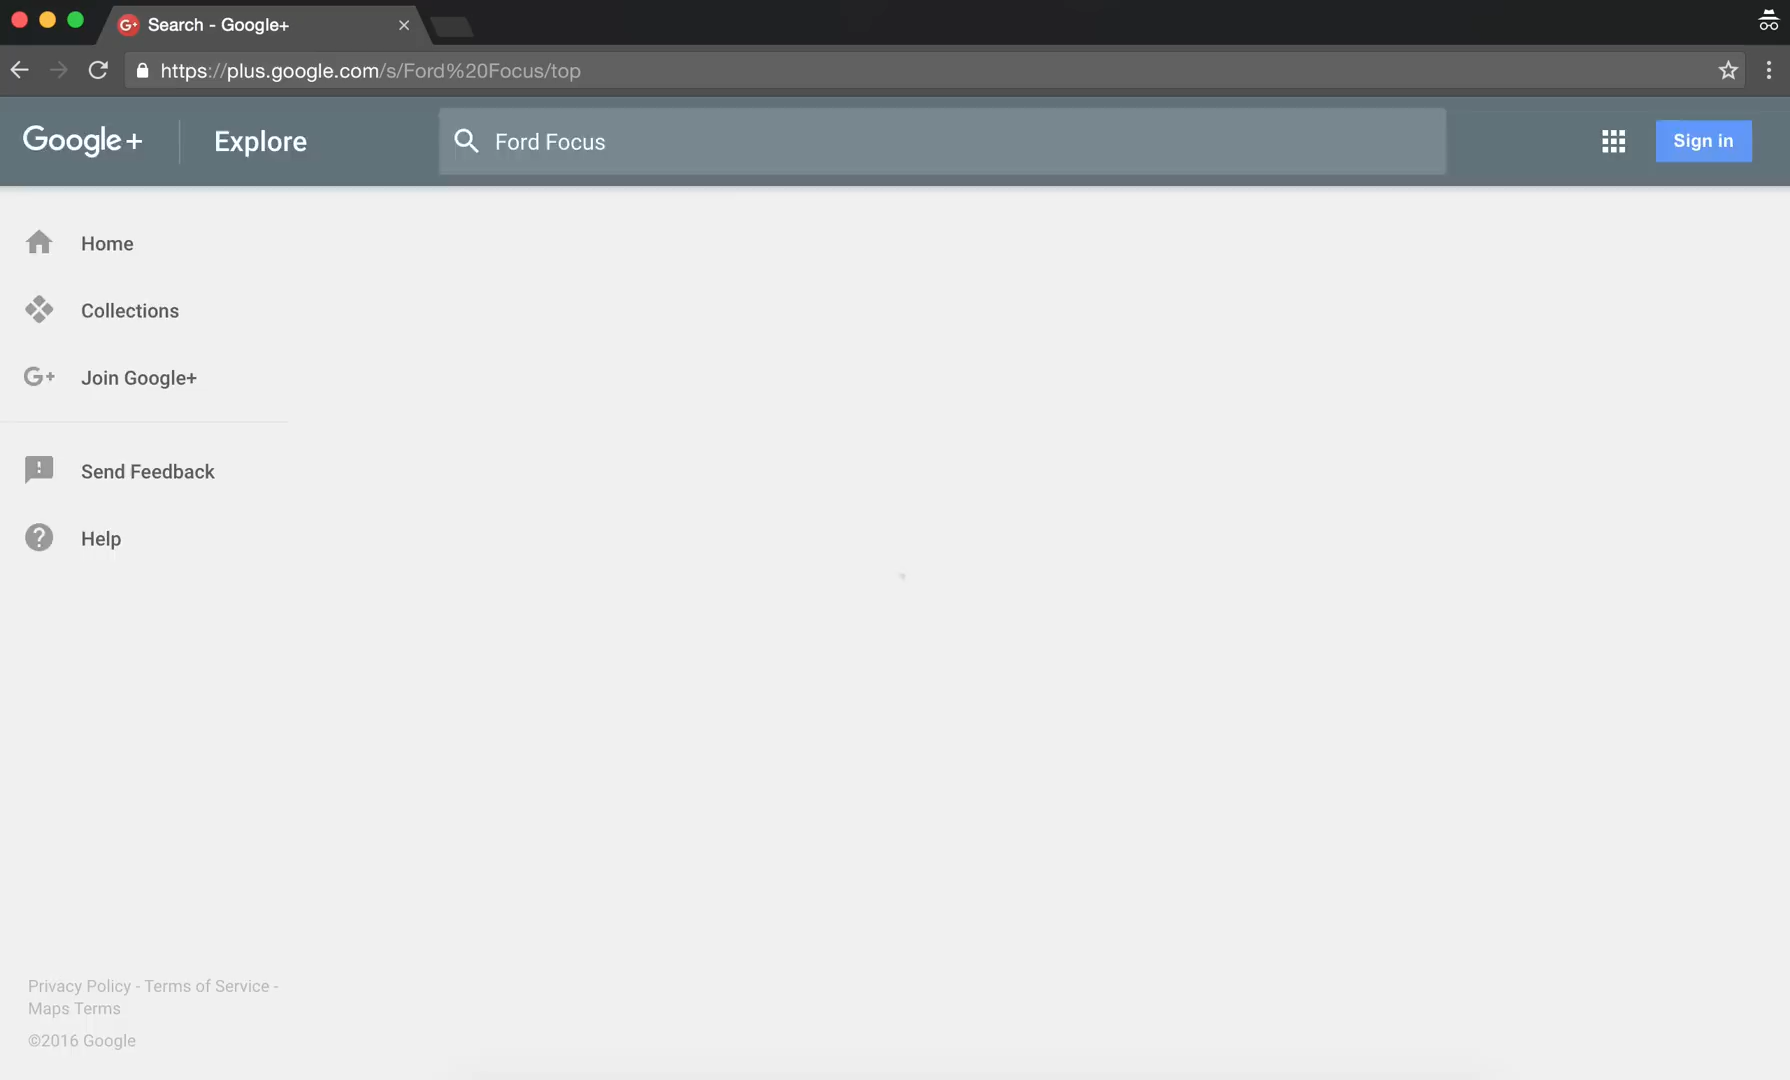 Search - Google+
https://plus.google.com/s/Ford%20Focus/top
Google+
Explore
Ford Focus
Sign in
Home
Collections
G+ Join Google+
Send Feedback
Help
Privacy Policy - Terms of Service -
Maps Terms
©2016 Google